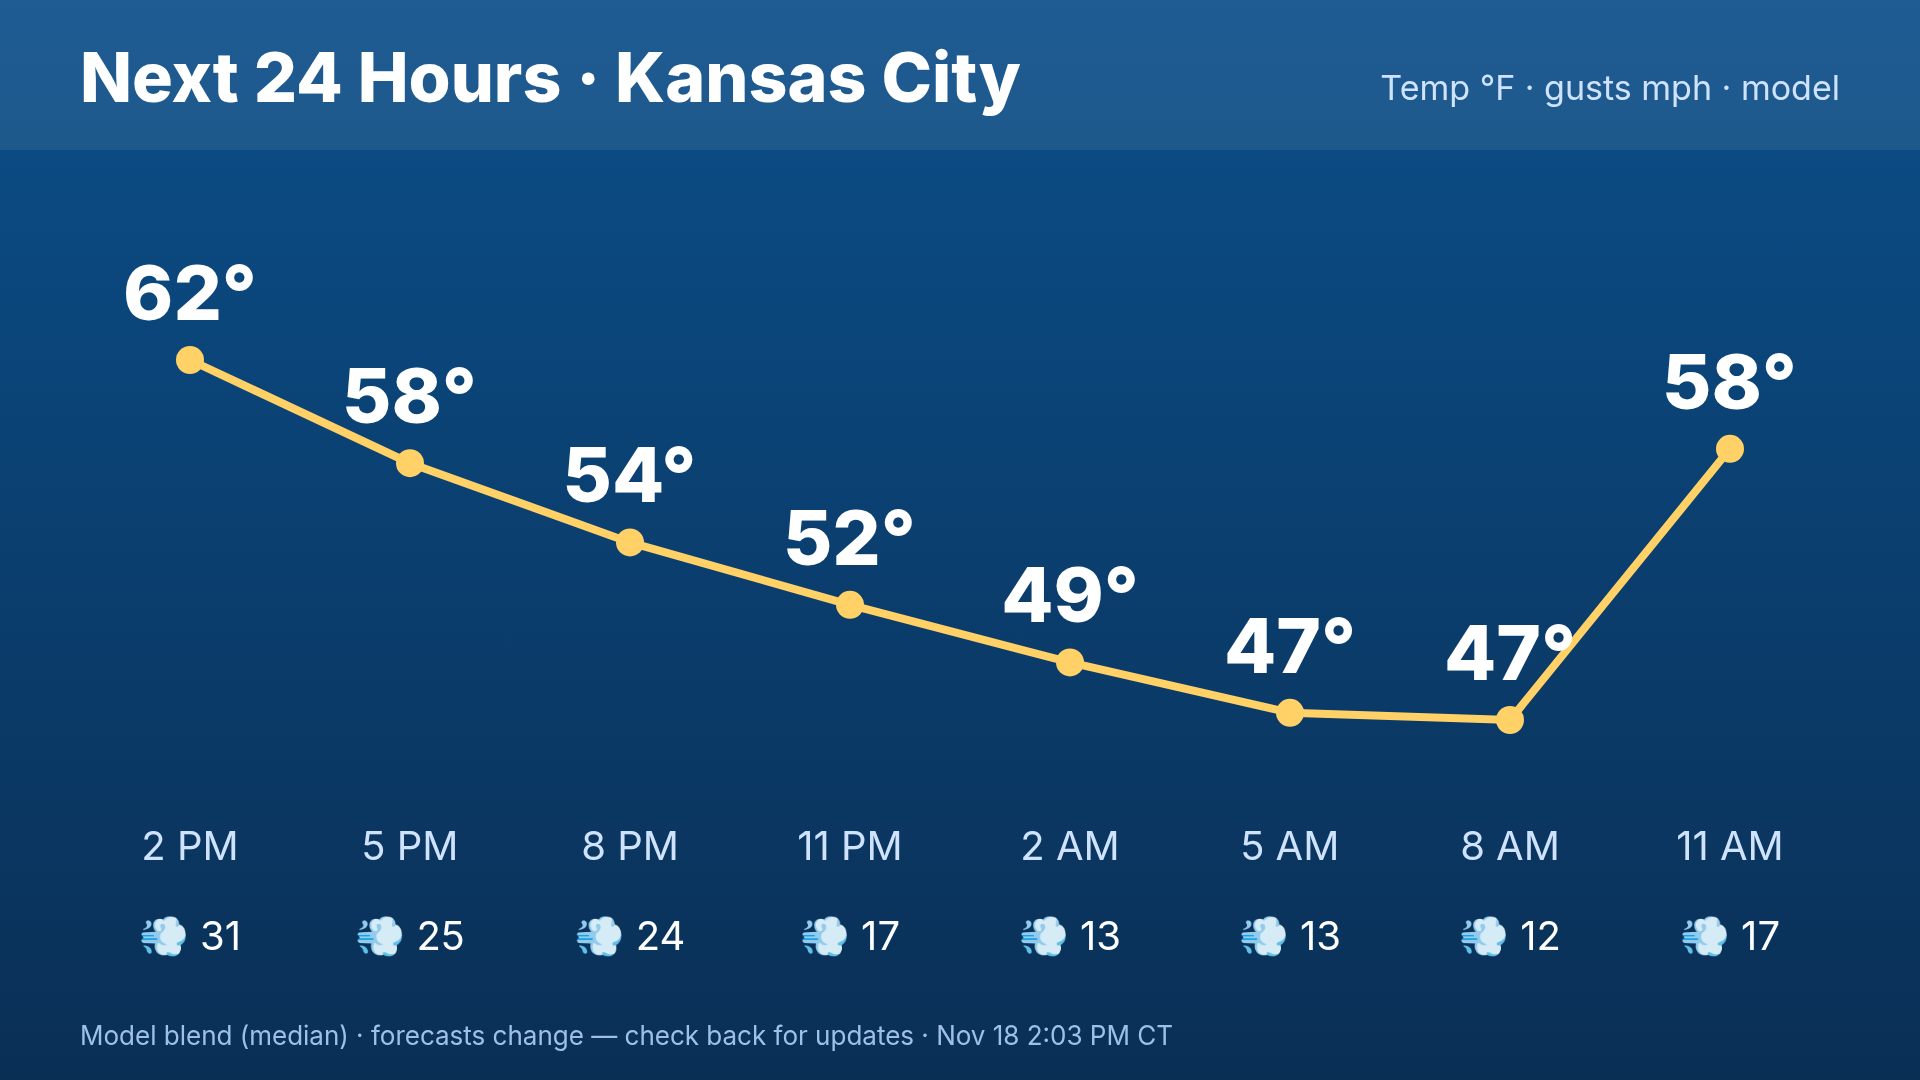 Next 24 Hours · Kansas City
Temp °F · gusts mph · model
62°
58°
54°
52°
49°
47°
47°
58°
2 PM 5 PM 8 PM 11 PM 2 AM 5 AM 8 AM 11 AM
💨 31 💨 25 💨 24 💨 17 💨 13 💨 13 💨 12 💨 17
Model blend (median) · forecasts change — check back for updates · Nov 18 2:03 PM CT